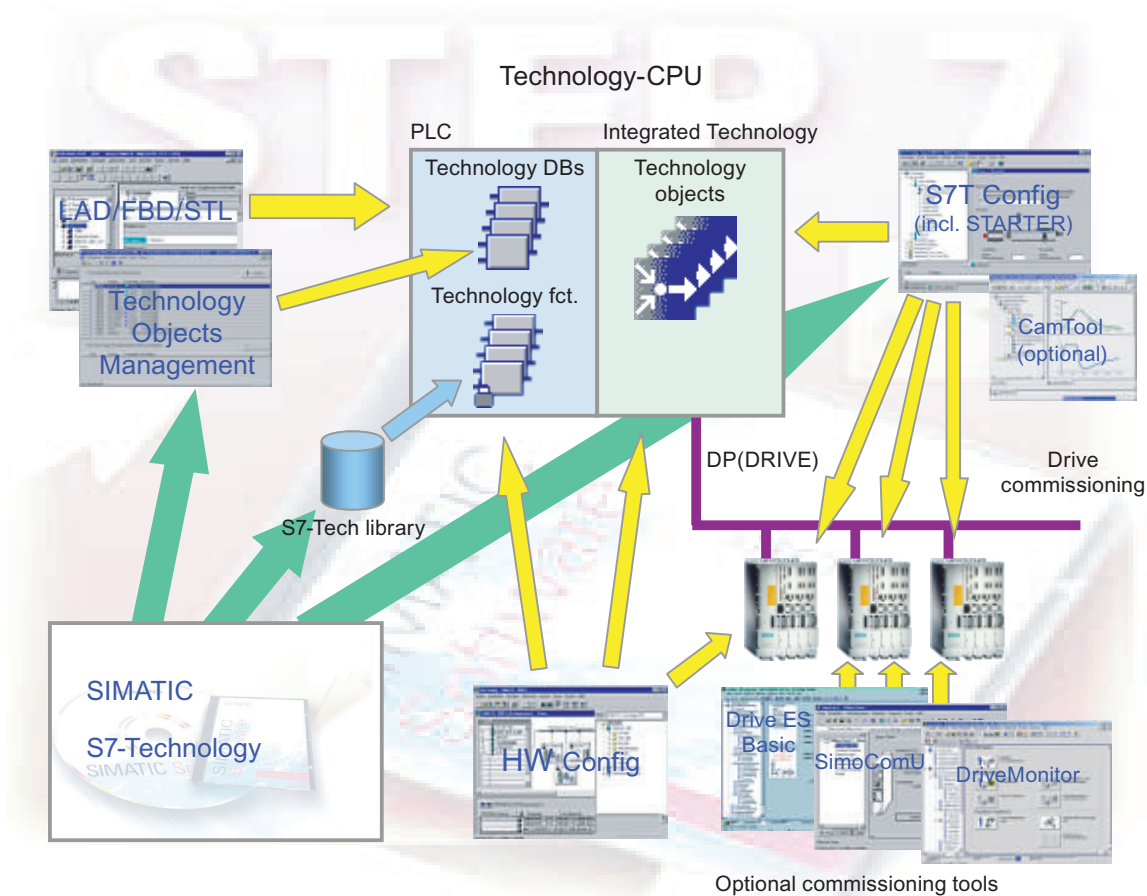 STEP 7
Technology-CPU
PLC
Integrated Technology
Technology DBs
Technology
objects
Technology fct.
LAD/FBD/STL
Technology
Objects
Management
S7T Config
(incl. STARTER)
CamTool
(optional)
DP(DRIVE)
Drive
commissioning
S7-Tech library
SIMATIC
S7-Technology
HW Config
Drive ES
Basic
SimoComU
DriveMonitor
Optional commissioning tools